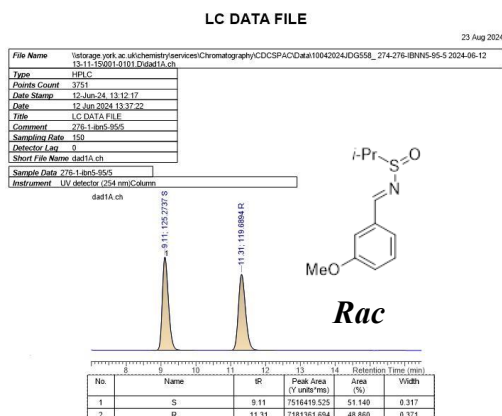 LC DATA FILE
23 Aug 2024
File Name \\storage.york.ac.uk\chemistry\services\Chromatography\CDCSPAC\Data\10042024JDG558_ 274-276-IBNN5-95-5 2024-06-12
13-11-15\001-0101.D\dad1A.ch
Type HPLC
Points Count 3751
Date Stamp 12-Jun-24, 13:12:17
Date 12 Jun 2024 13:37:22
Title LC DATA FILE
Comment 276-1-ibn5-95/5
Sampling Rate 150
Detector Lag 0
Short File Name dad1A.ch
Sample Data 276-1-ibn5-95/5
Instrument UV detector (254 nm)Column
dad1A.ch
9.11; 125.2737 S
11.31; 119.6894 R
i-Pr
S
O
N
MeO
Rac
8 9 10 11 12 13 14 Retention Time (min)
No. Name tR Peak Area (Y units*ms) Area (%) Width
1 S 9.11 7516419.525 51.140 0.317
2 R 11.31 7181361.694 48.860 0.371